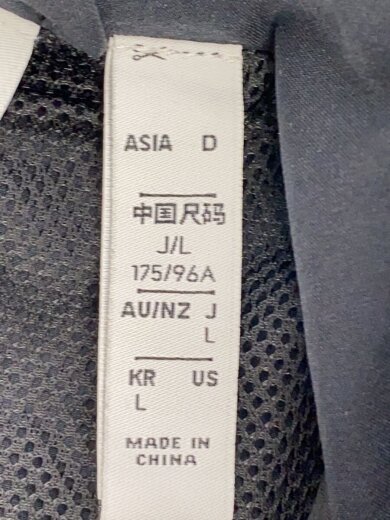 ASIA D
中国尺码
J/L
175/96A
AU/NZ J
L
KR US
L
MADE IN
CHINA